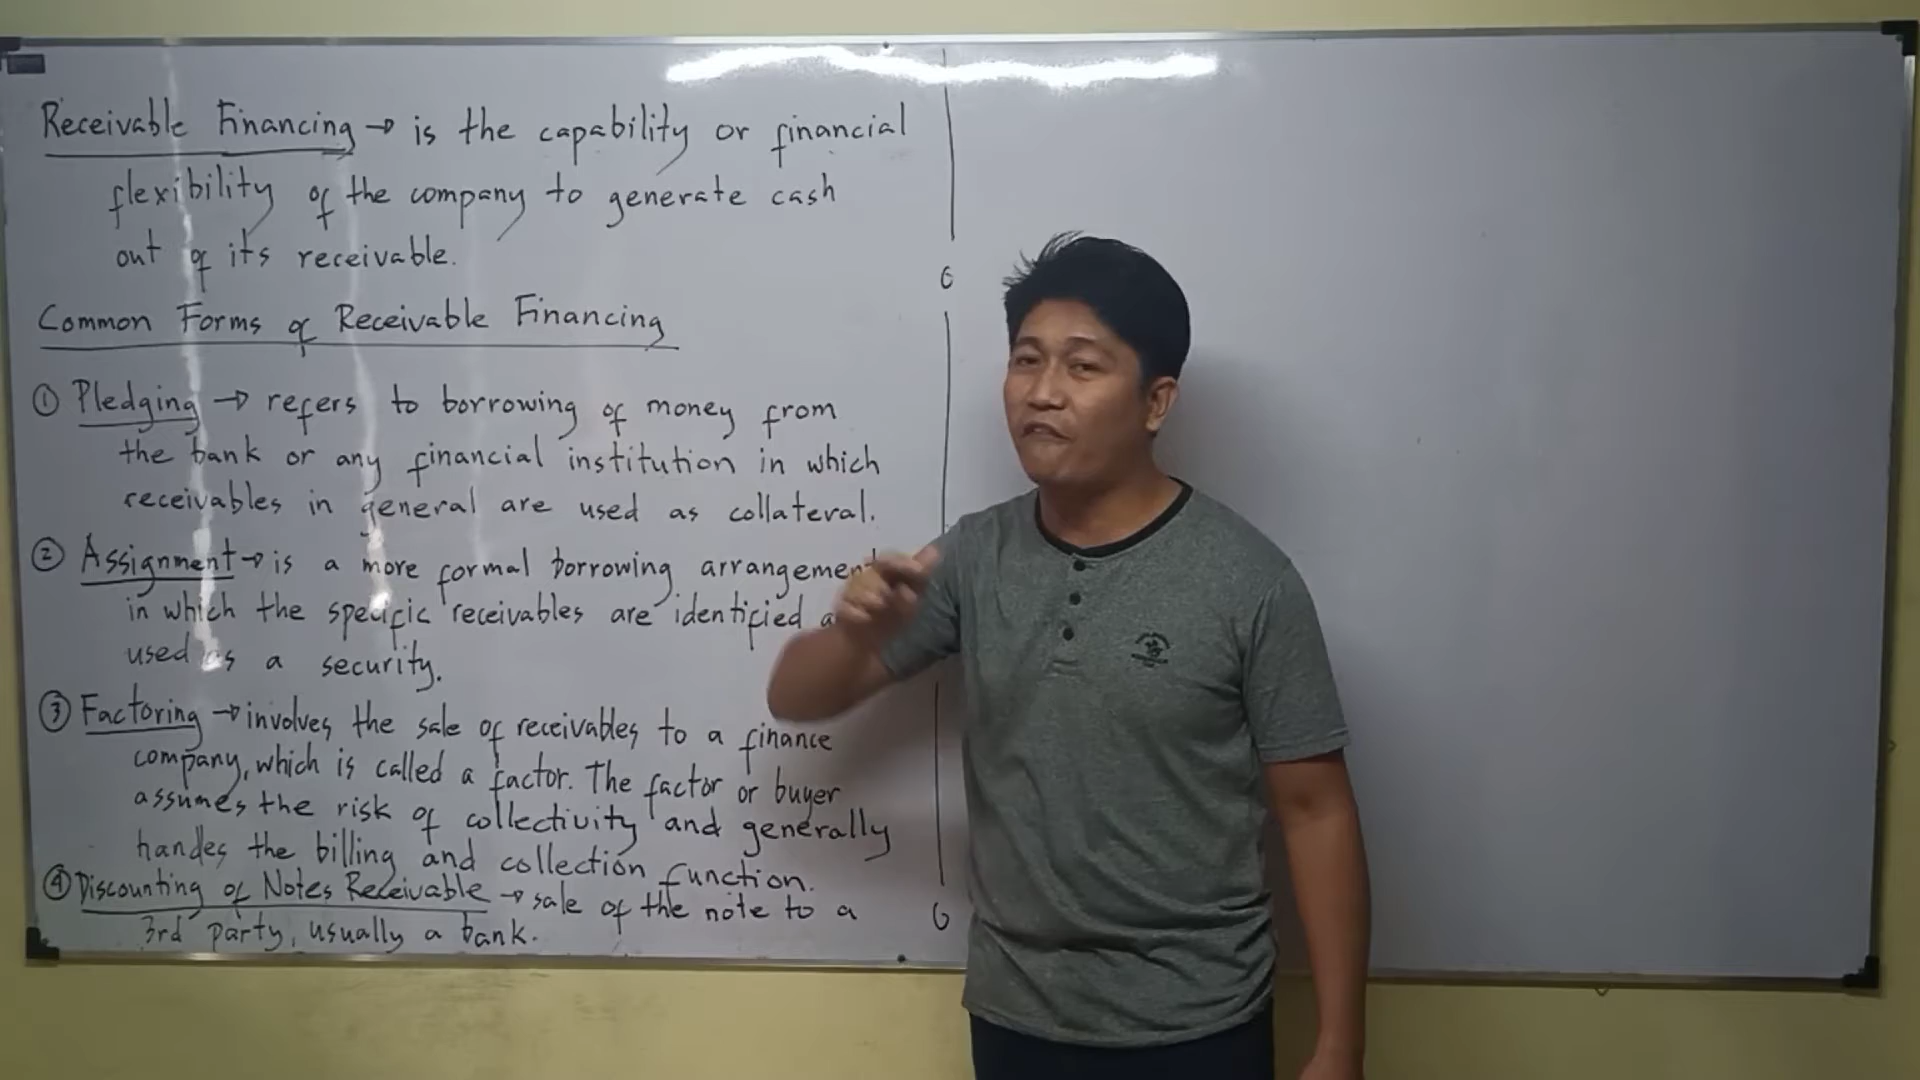 Receivable Financing → is the capability or financial
flexibility of the company to generate cash
out of its receivable.
Common Forms of Receivable Financing
① Pledging → refers to borrowing of money from
the bank or any financial institution in which
receivables in general are used as collateral.
② Assignment → is a more formal borrowing arrangement
in which the specific receivables are identified
used as a security.
③ Factoring → involves the sale of receivables to a finance
company, which is called a factor. The factor or buyer
assumes the risk of collectivity and generally
handes the billing and collection function.
④ Discounting of Notes Receivable → sale of the note to a
3rd party, usually a bank.